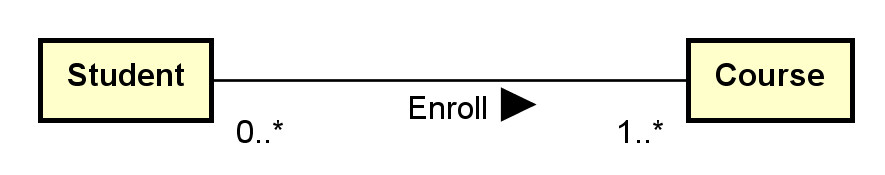 Student
Course
Enroll
0..*
1..*